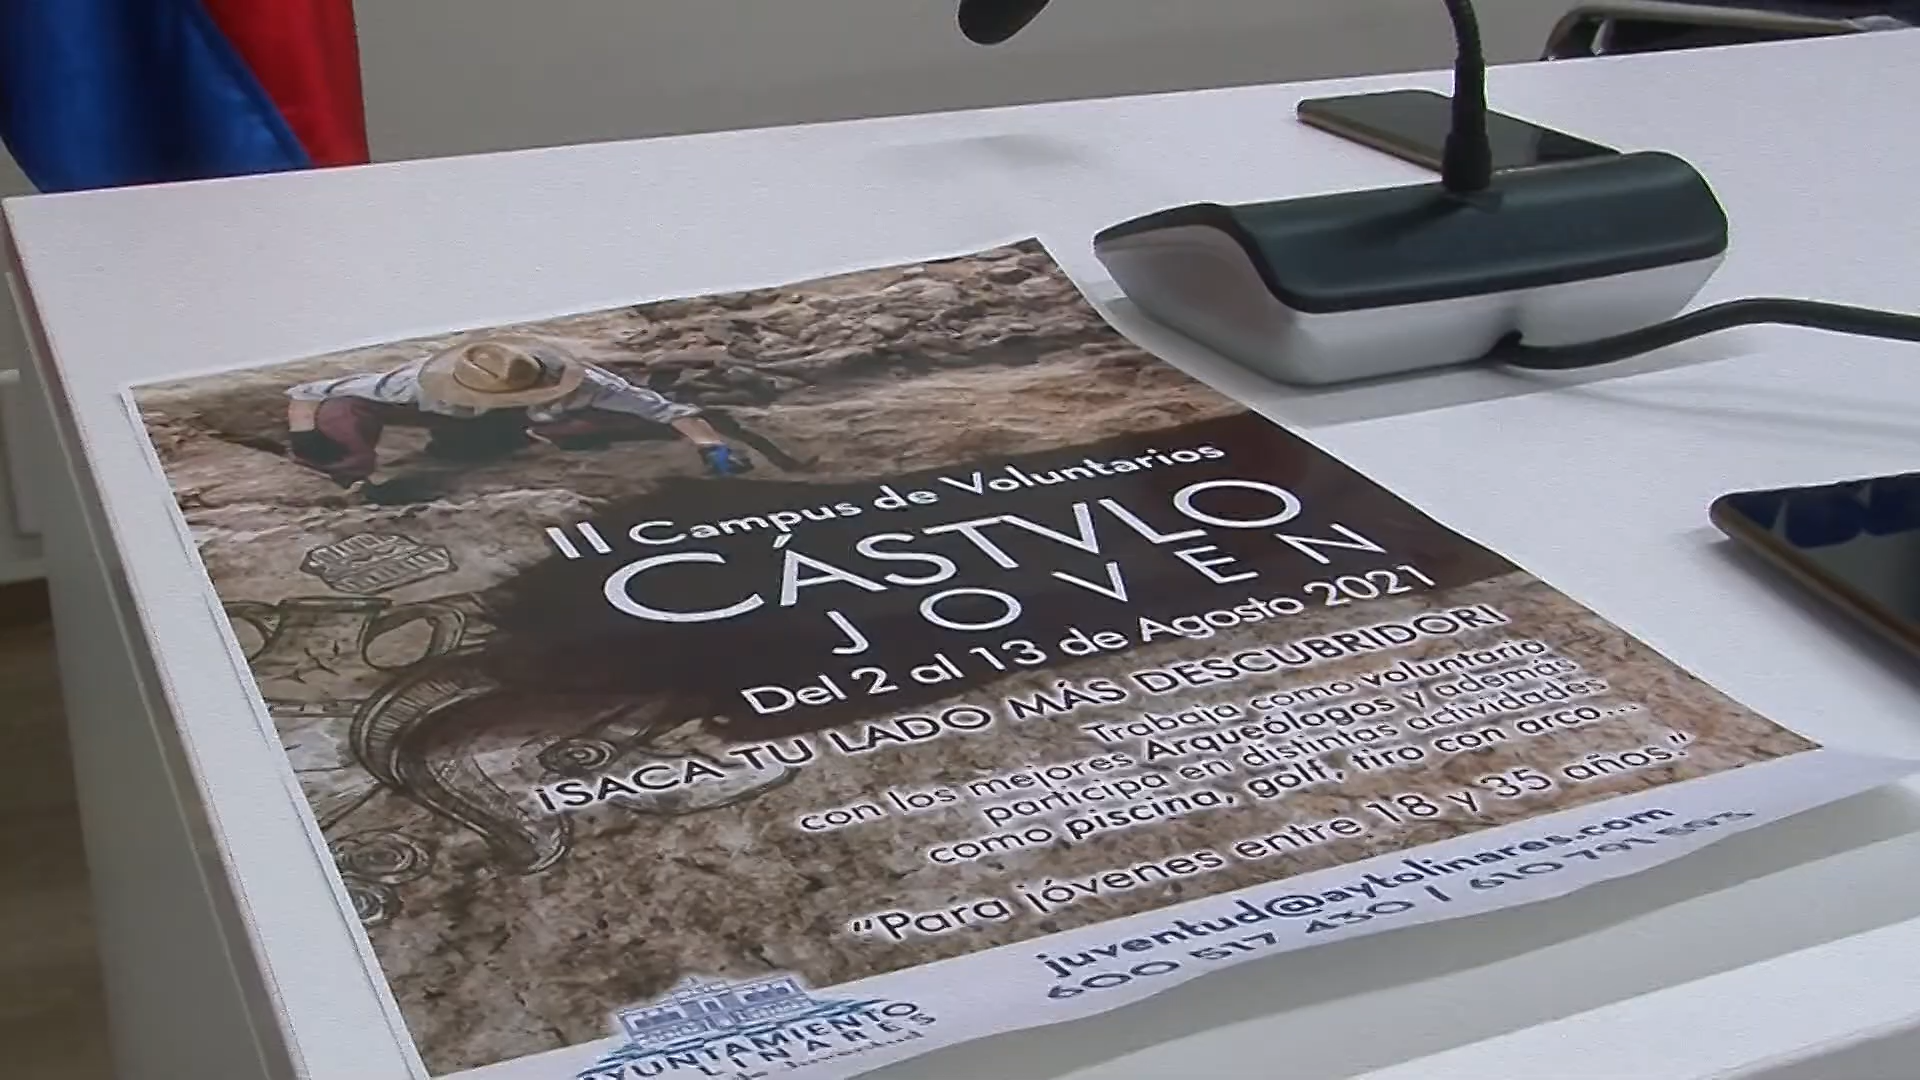 II Campus de Voluntarios
CÁSTVLO
JOVEN
Del 2 al 13 de Agosto 2021
¡SACA TU LADO MÁS DESCUBRIDOR!
Trabaja como voluntario
con los mejores Arqueólogos y además
participa en distintas actividades
como piscina, golf, tiro con arco...
"Para jóvenes entre 18 y 35 años."
juventud@aytolinares.com
600 517 430 / 610 791 593
AYUNTAMIENTO
LINARES